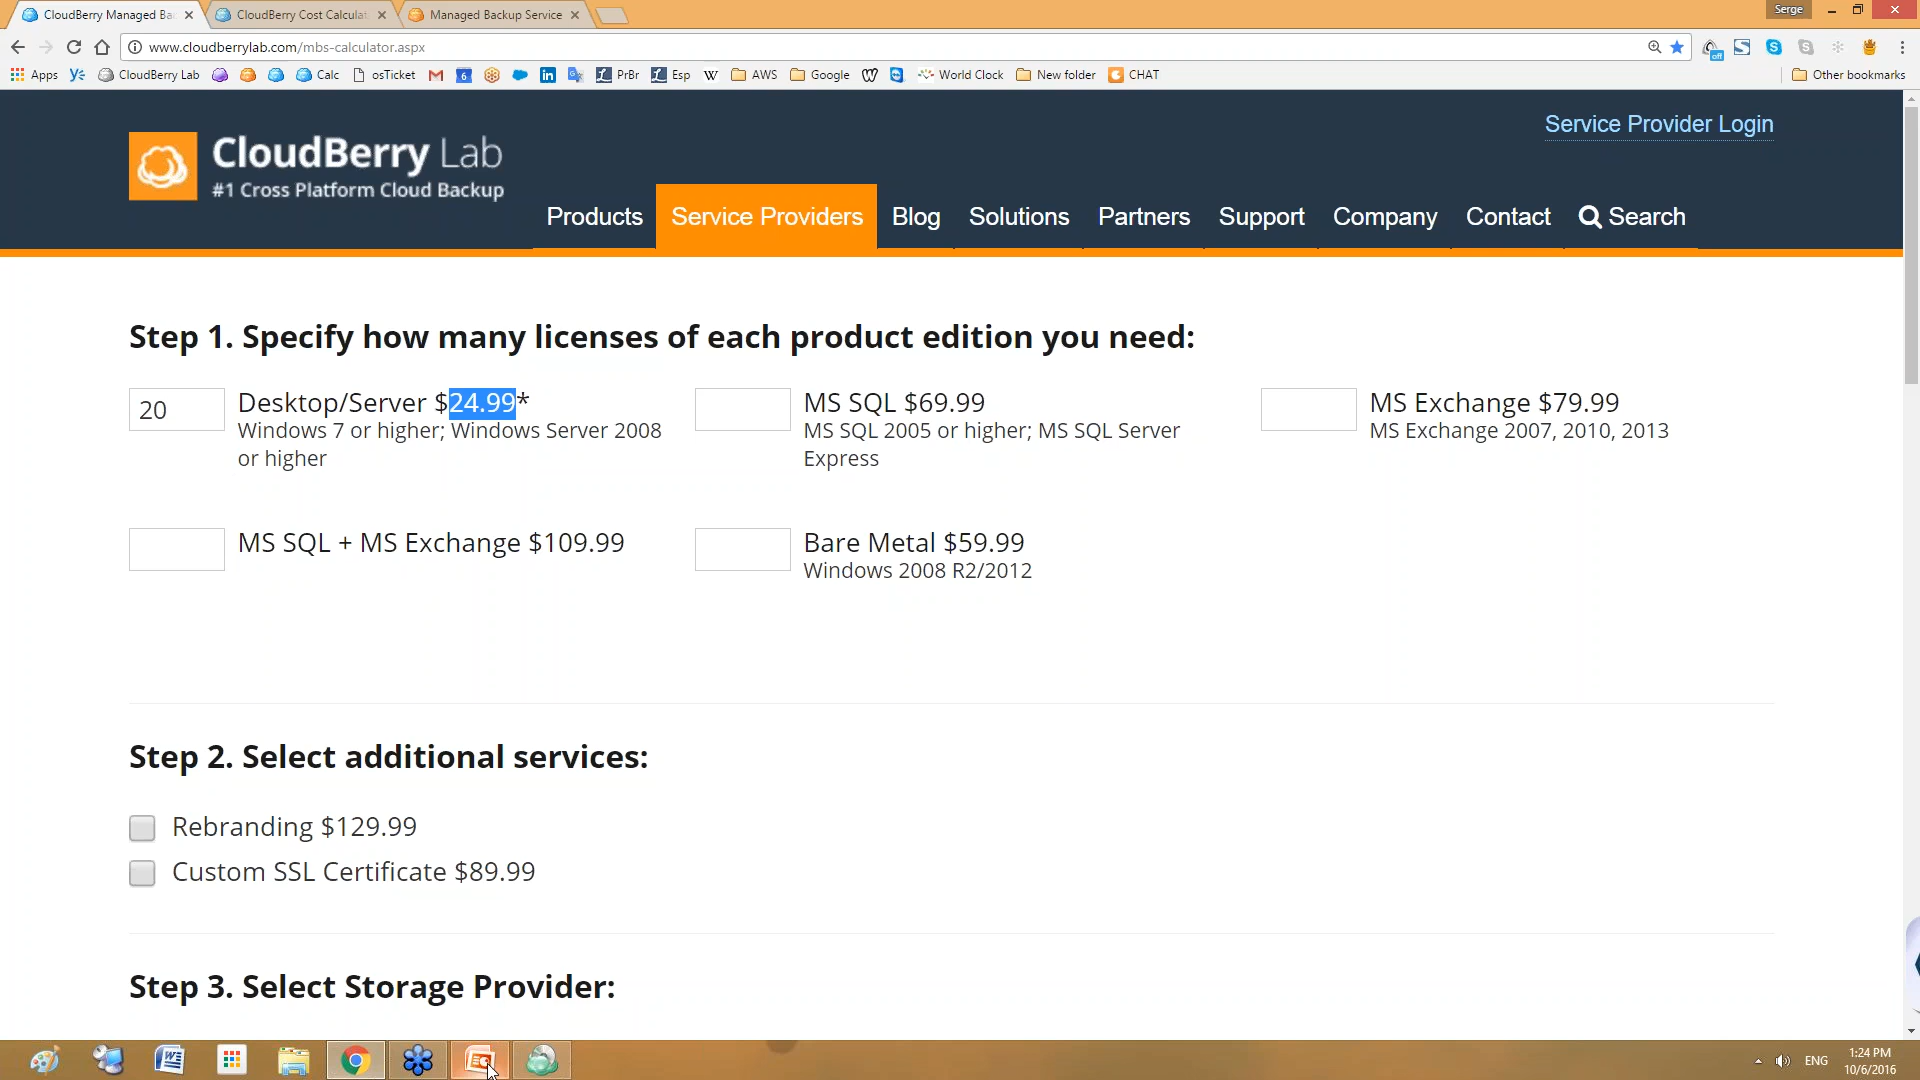 CloudBerry Managed Ba
CloudBerry Cost Calculat
Managed Backup Service
Serge
www.cloudberrylab.com/mbs-calculator.aspx
off
Apps
CloudBerry Lab
Calc
osTicket
6
PrBr
Esp
AWS
Google
World Clock
New folder
CHAT
Other bookmarks
Service Provider Login
CloudBerry Lab
#1 Cross Platform Cloud Backup
Products
Service Providers
Blog
Solutions
Partners
Support
Company
Contact
Search
Step 1. Specify how many licenses of each product edition you need:
20
Desktop/Server $24.99*
Windows 7 or higher; Windows Server 2008
or higher
MS SQL $69.99
MS SQL 2005 or higher; MS SQL Server
Express
MS Exchange $79.99
MS Exchange 2007, 2010, 2013
MS SQL + MS Exchange $109.99
Bare Metal $59.99
Windows 2008 R2/2012
Step 2. Select additional services:
Rebranding $129.99
Custom SSL Certificate $89.99
Step 3. Select Storage Provider:
ENG
1:24 PM
10/6/2016